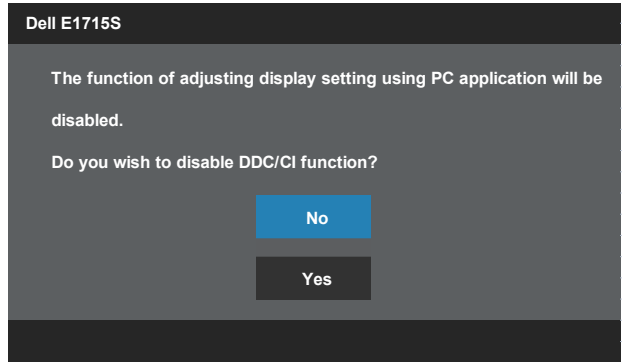 Dell E1715S
The function of adjusting display setting using PC application will be
disabled.
Do you wish to disable DDC/CI function?
No
Yes